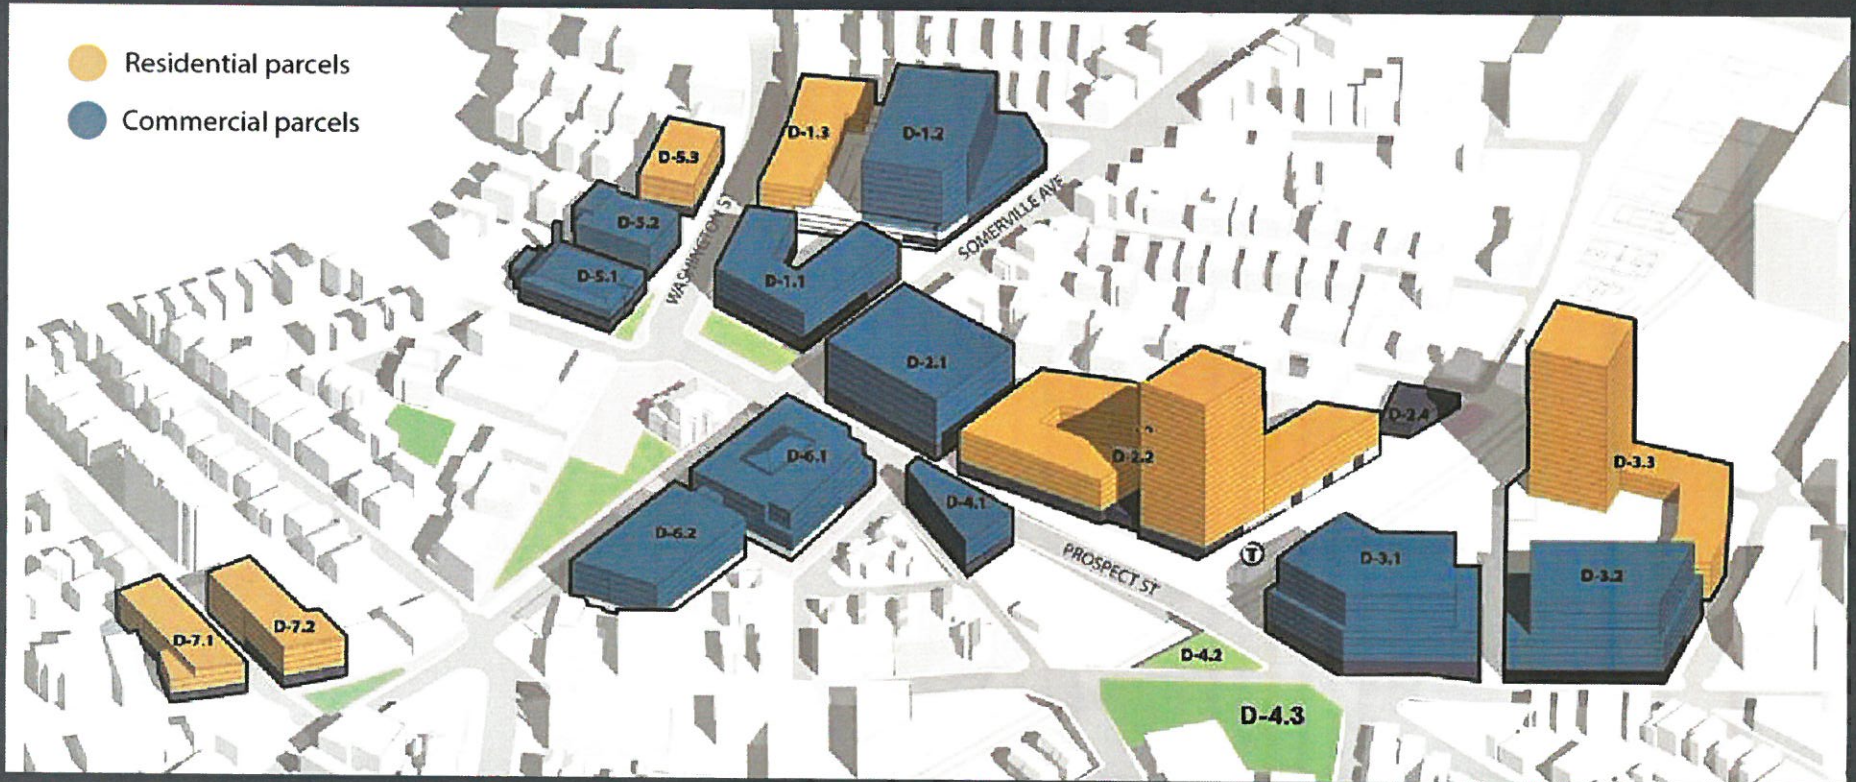 Residential parcels
Commercial parcels
D-5.3
D-1.3
D-1.2
D-5.2
D-5.1
WASHINGTON ST
D-1.1
SOMERVILLE AVE
D-2.1
D-2.2
D-2.4
D-3.3
D-6.1
D-4.1
D-6.2
PROSPECT ST
T
D-3.1
D-3.2
D-7.1
D-7.2
D-4.2
D-4.3